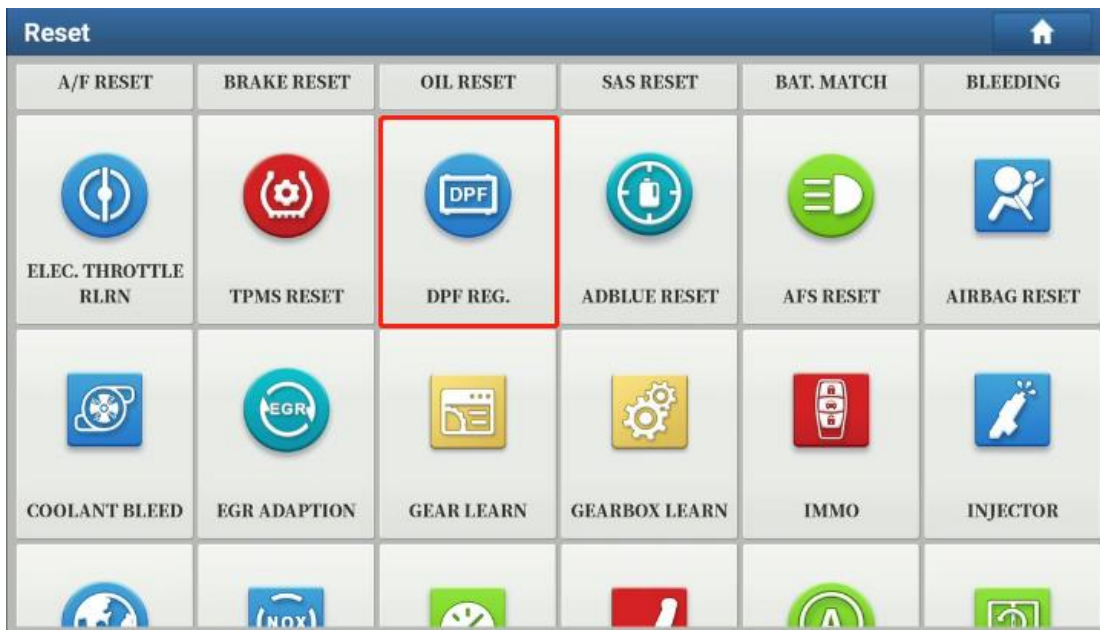 Reset
A/F RESET
BRAKE RESET
OIL RESET
SAS RESET
BAT. MATCH
BLEEDING
DPF
ELEC. THROTTLE
RLRN
TPMS RESET
DPF REG.
ADBLUE RESET
AFS RESET
AIRBAG RESET
EGR
COOLANT BLEED
EGR ADAPTION
GEAR LEARN
GEARBOX LEARN
IMMO
INJECTOR
NOX
A